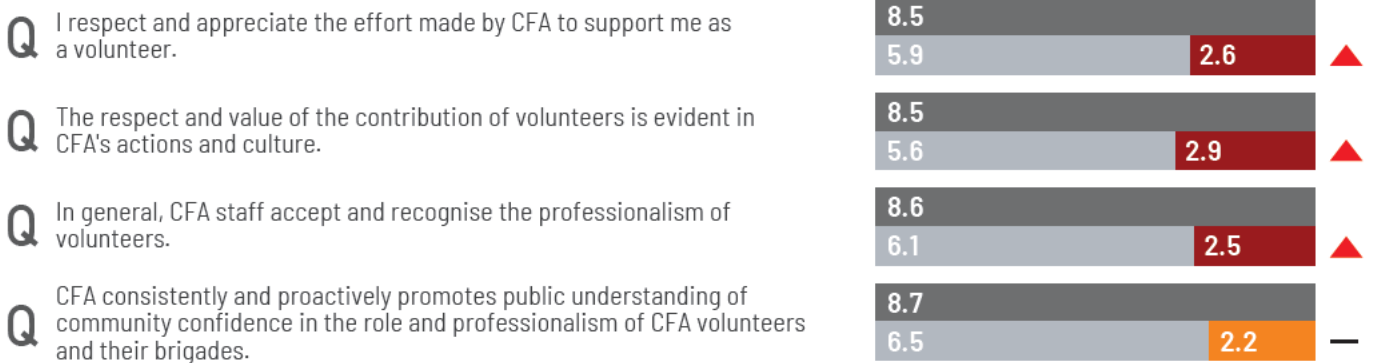 Q
I respect and appreciate the effort made by CFA to support me as
a volunteer.
8.5
5.9 2.6
Q
The respect and value of the contribution of volunteers is evident in
CFA's actions and culture.
8.5
5.6 2.9
Q
In general, CFA staff accept and recognise the professionalism of
volunteers.
8.6
6.1 2.5
Q
CFA consistently and proactively promotes public understanding of
community confidence in the role and professionalism of CFA volunteers
and their brigades.
8.7
6.5 2.2